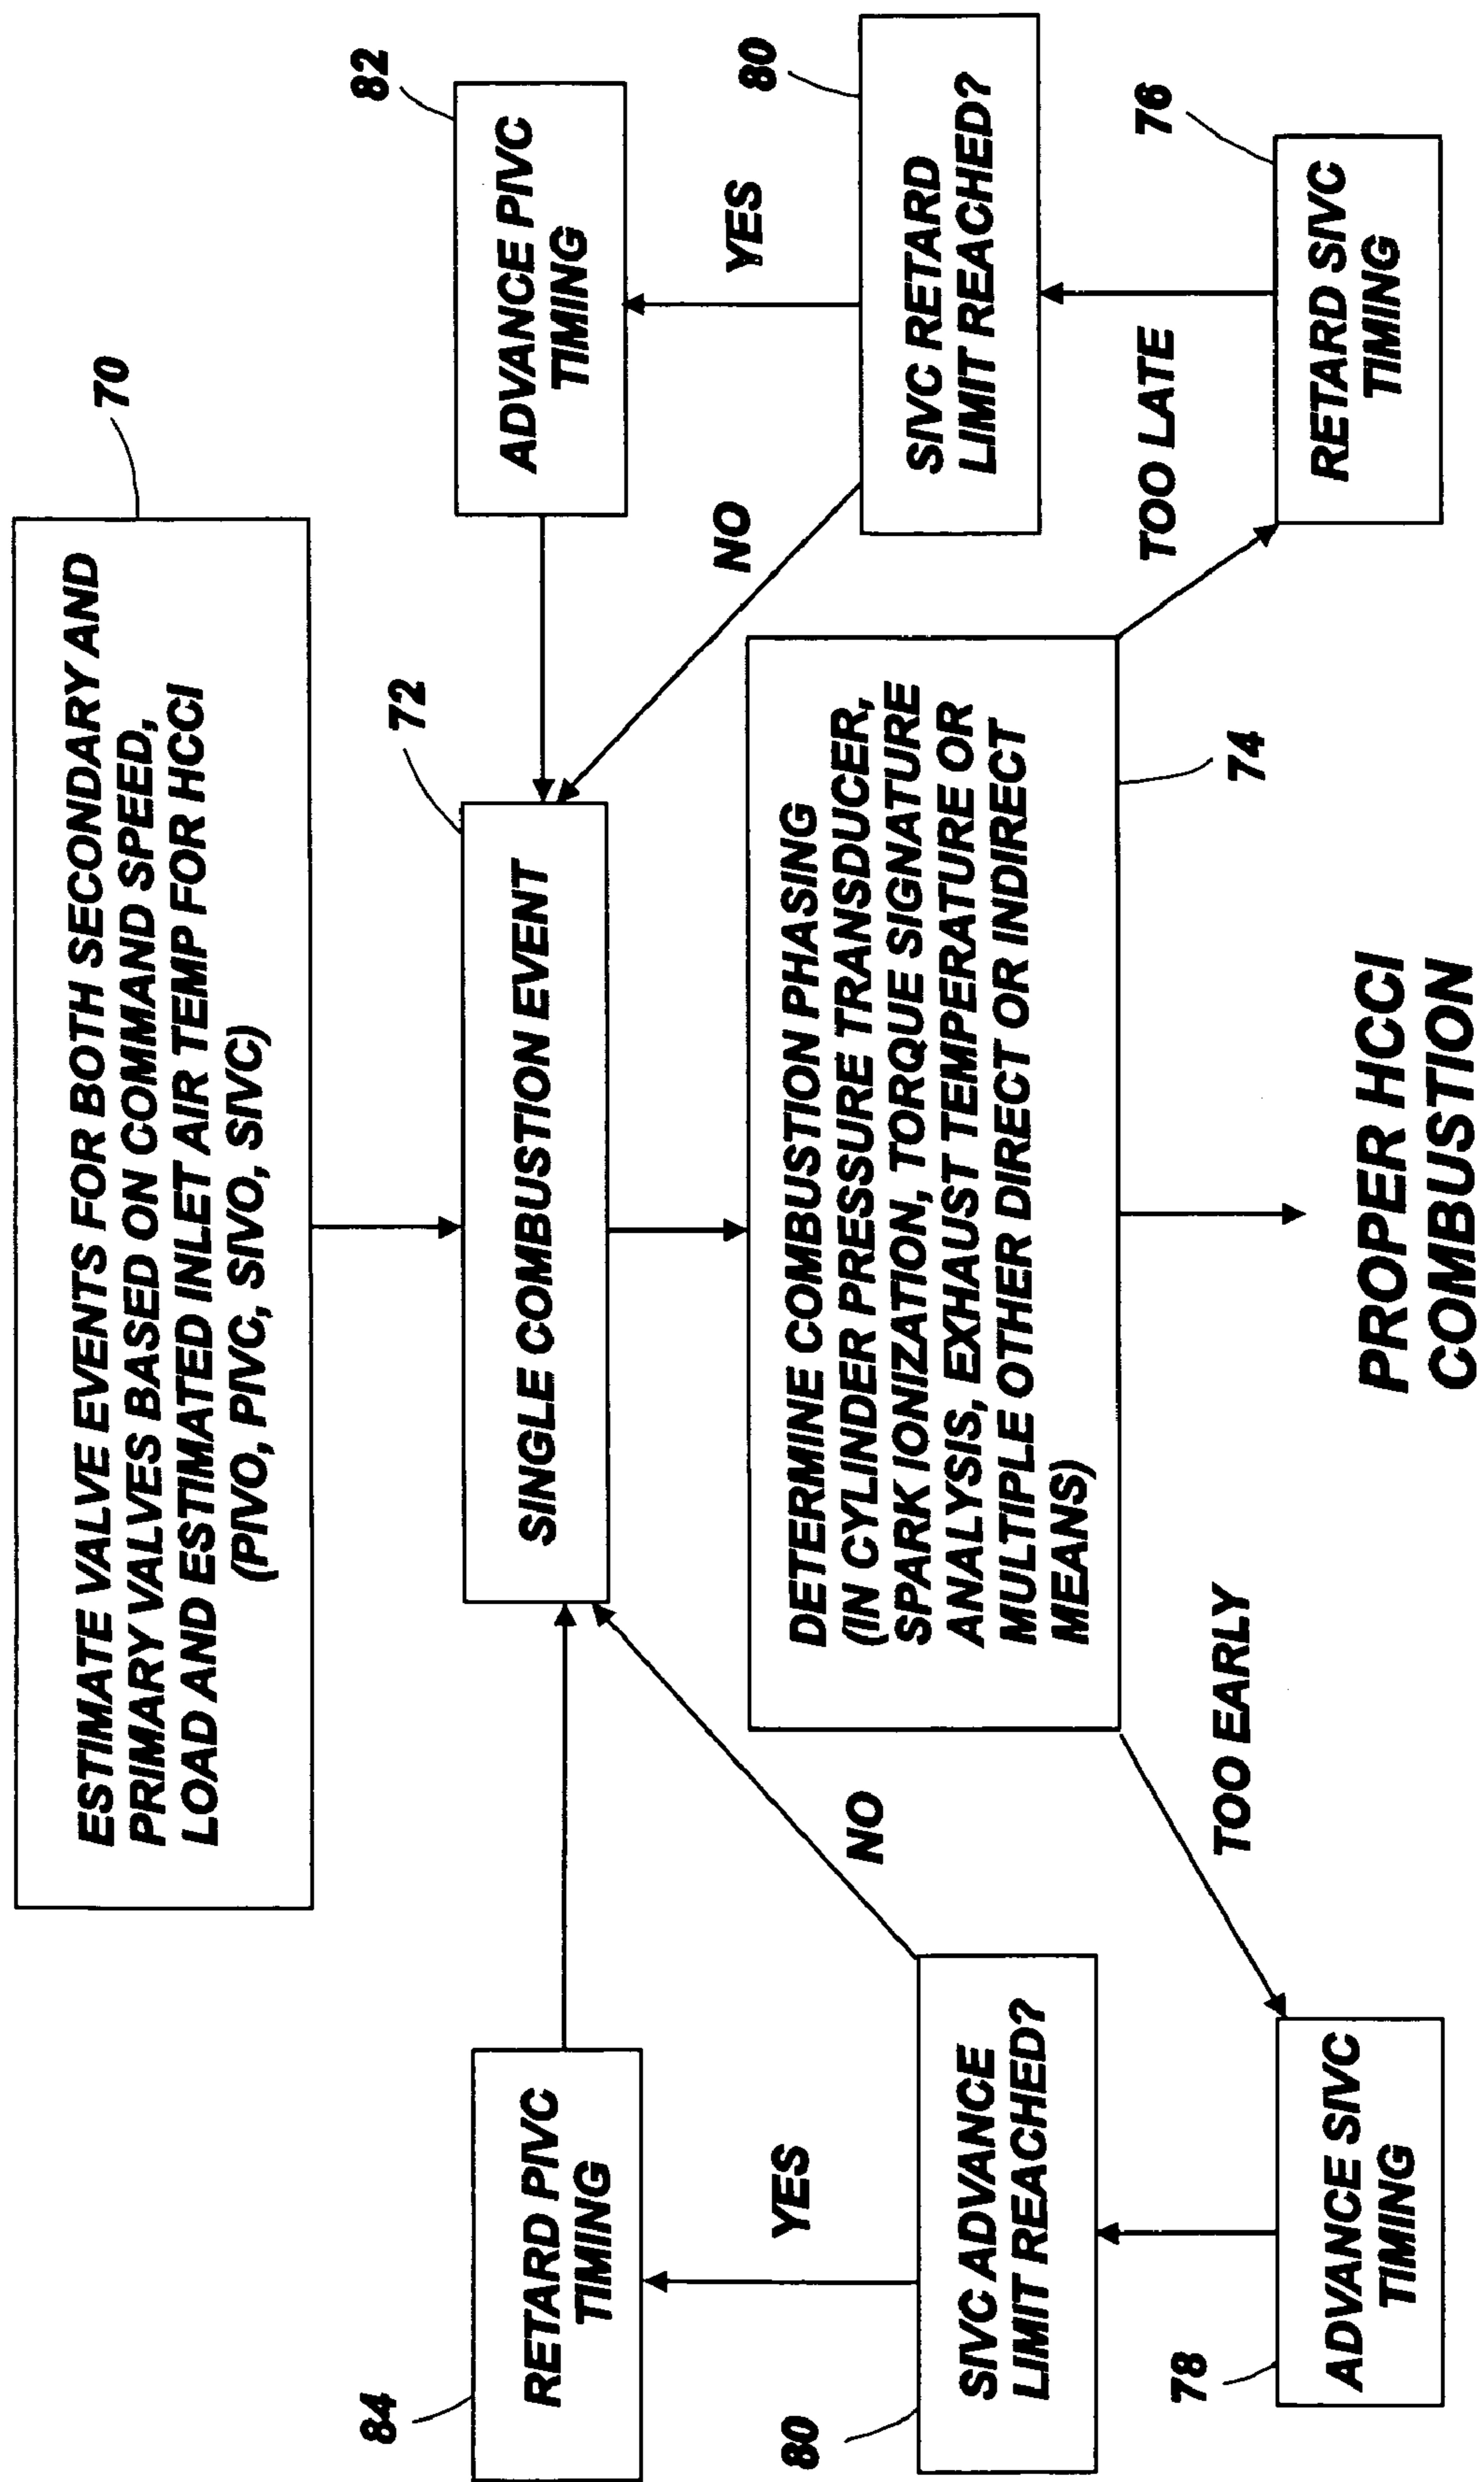 70
ESTIMATE VALVE EVENTS FOR BOTH SECONDARY AND
PRIMARY VALVES BASED ON COMMAND SPEED,
LOAD AND ESTIMATED INLET AIR TEMP FOR HCCI
(PIVO, PIVC, SIVO, SIVC)
84
RETARD PIVC
TIMING
72
SINGLE COMBUSTION EVENT
82
ADVANCE PIVC
TIMING
YES
NO
NO
YES
80
SIVC ADVANCE
LIMIT REACHED?
DETERMINE COMBUSTION PHASING
(IN CYLINDER PRESSURE TRANSDUCER,
SPARK IONIZATION, TORQUE SIGNATURE
ANALYSIS, EXHAUST TEMPERATURE OR
MULTIPLE OTHER DIRECT OR INDIRECT
MEANS)
74
80
SIVC RETARD
LIMIT REACHED?
TOO EARLY
TOO LATE
78
ADVANCE SIVC
TIMING
76
RETARD SIVC
TIMING
PROPER HCCI
COMBUSTION